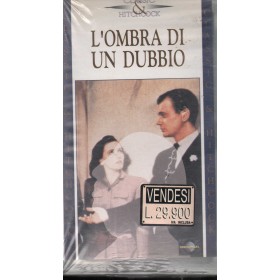 &
HITCHCOCK
L'OMBRA DI
UN DUBBIO
VENDESI
L. 29.900